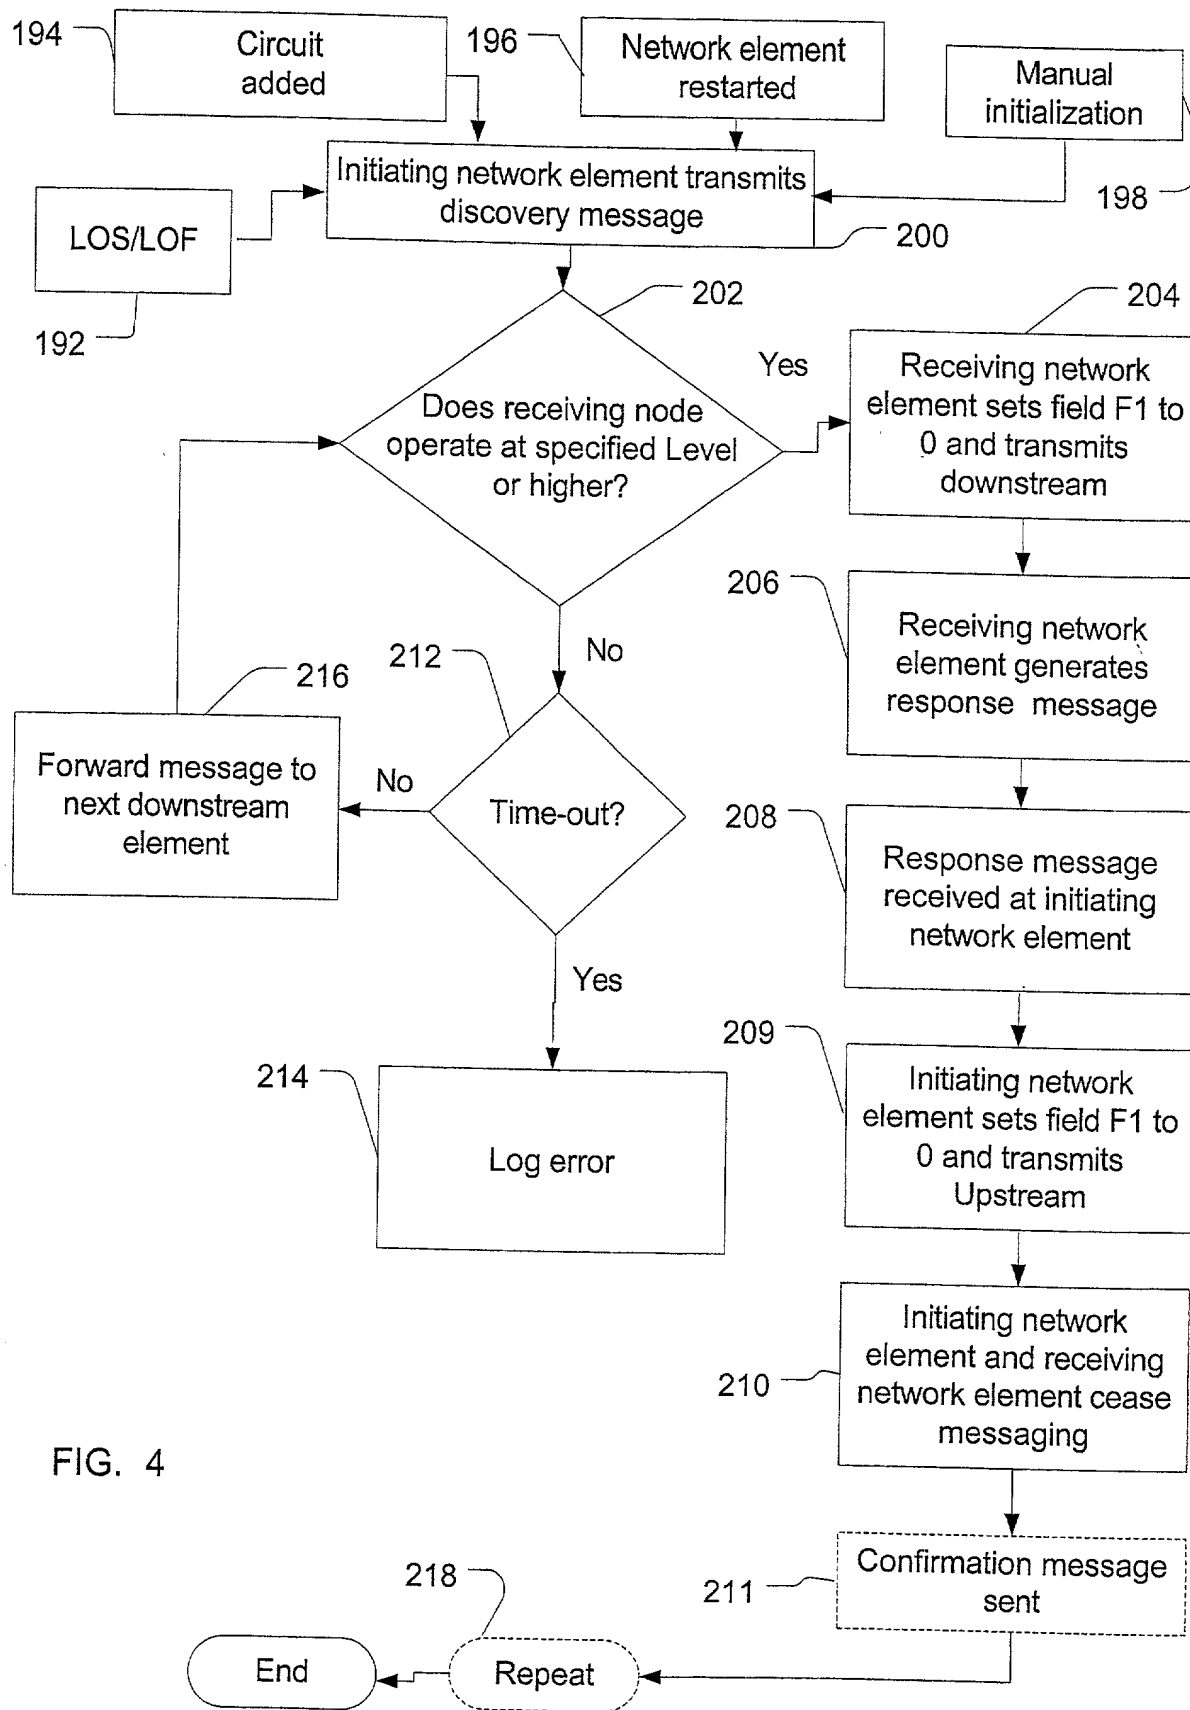 194
Circuit
added
196
Network element
restarted
Manual
initialization
198
Initiating network element transmits
discovery message
200
LOS/LOF
192
202
204
Does receiving node
operate at specified Level
or higher?
Yes
Receiving network
element sets field F1 to
0 and transmits
downstream
206
Receiving network
element generates
response message
No
212
216
Forward message to
next downstream
element
No
Time-out?
208
Response message
received at initiating
network element
Yes
209
Initiating network
element sets field F1 to
0 and transmits
Upstream
214
Log error
210
Initiating network
element and receiving
network element cease
messaging
FIG. 4
211
Confirmation message
sent
218
Repeat
End